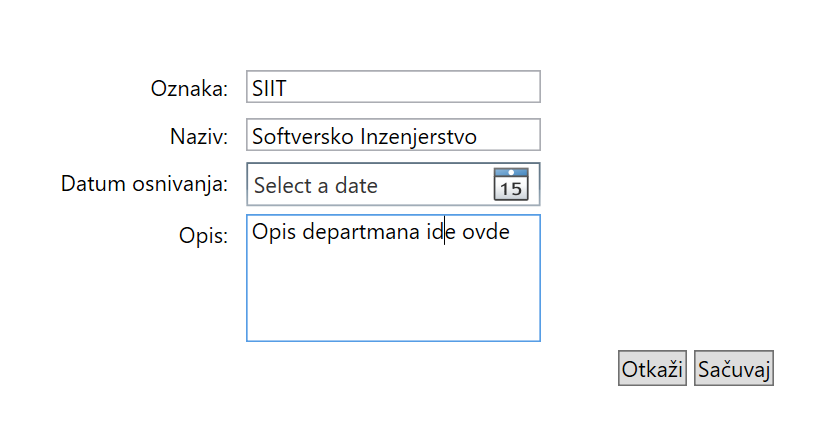 Oznaka: SIIT
Naziv: Softversko Inzenjerstvo
Datum osnivanja: Select a date 15
Opis: Opis departmana ide ovde
Otkaži Sačuvaj